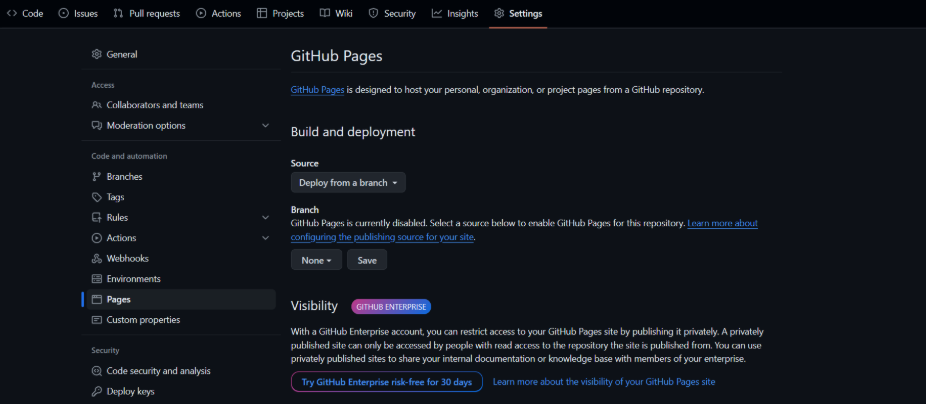 Code Issues Pull requests Actions Projects Wiki Security Insights Settings
General
Access
Collaborators and teams
Moderation options
Code and automation
Branches
Tags
Rules
Actions
Webhooks
Environments
Pages
Custom properties
Security
Code security and analysis
Deploy keys
GitHub Pages
GitHub Pages is designed to host your personal, organization, or project pages from a GitHub repository.
Build and deployment
Source
Deploy from a branch
Branch
GitHub Pages is currently disabled. Select a source below to enable GitHub Pages for this repository. Learn more about
configuring the publishing source for your site.
None Save
Visibility GITHUB ENTERPRISE
With a GitHub Enterprise account, you can restrict access to your GitHub Pages site by publishing it privately. A privately
published site can only be accessed by people with read access to the repository the site is published from. You can use
privately published sites to share your internal documentation or knowledge base with members of your enterprise.
Try GitHub Enterprise risk-free for 30 days Learn more about the visibility of your GitHub Pages site